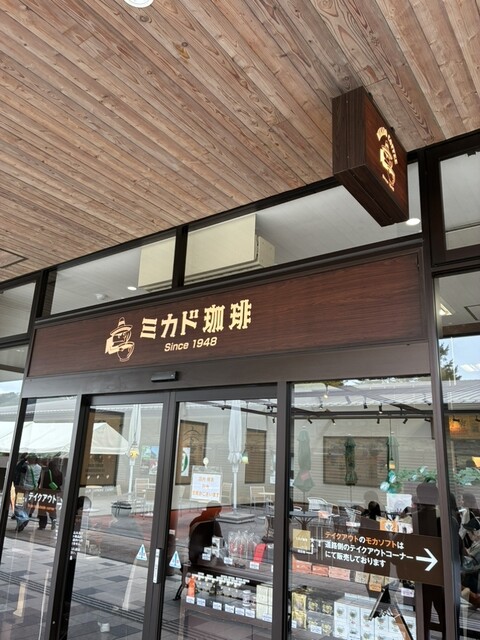 ミカド珈琲
Since 1948
テイクアウト
テイクアウトのモカソフトは
道路側のテイクアウトコーナー
にて販売しております